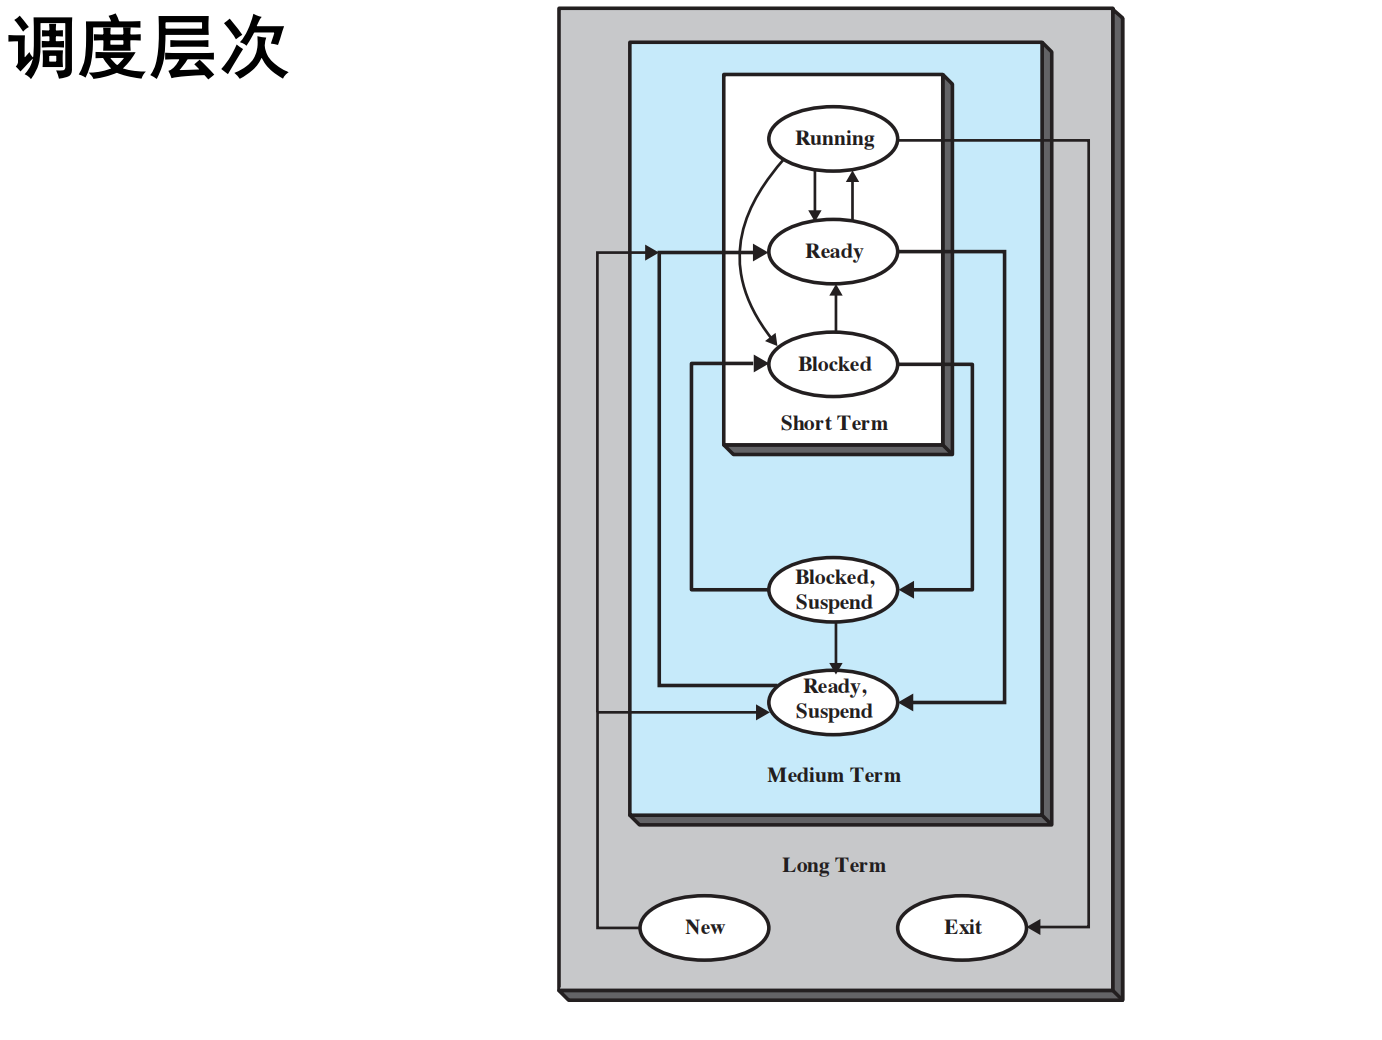 调度层次
Running
Ready
Blocked
Short Term
Blocked,
Suspend
Ready,
Suspend
Medium Term
Long Term
New
Exit